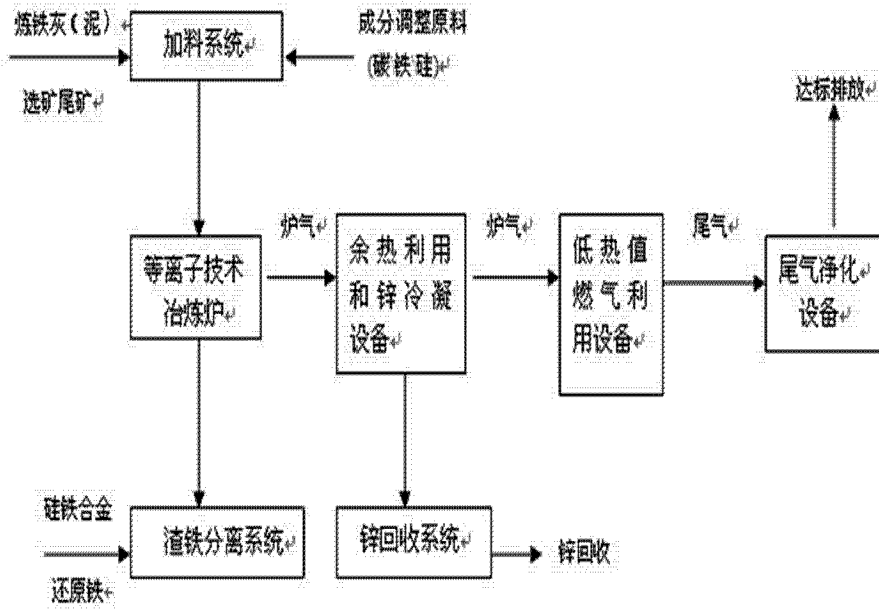 炼铁灰（泥）
加料系统
成分调整原料
(碳 铁 硅)
选矿尾矿
达标排放
炉气
炉气
尾气
等离子技术
冶炼炉
余热利用
和锌冷凝
设备
低热值
燃气利
用设备
尾气净化
设备
硅铁合金
渣铁分离系统
锌回收系统
锌回收
还原铁